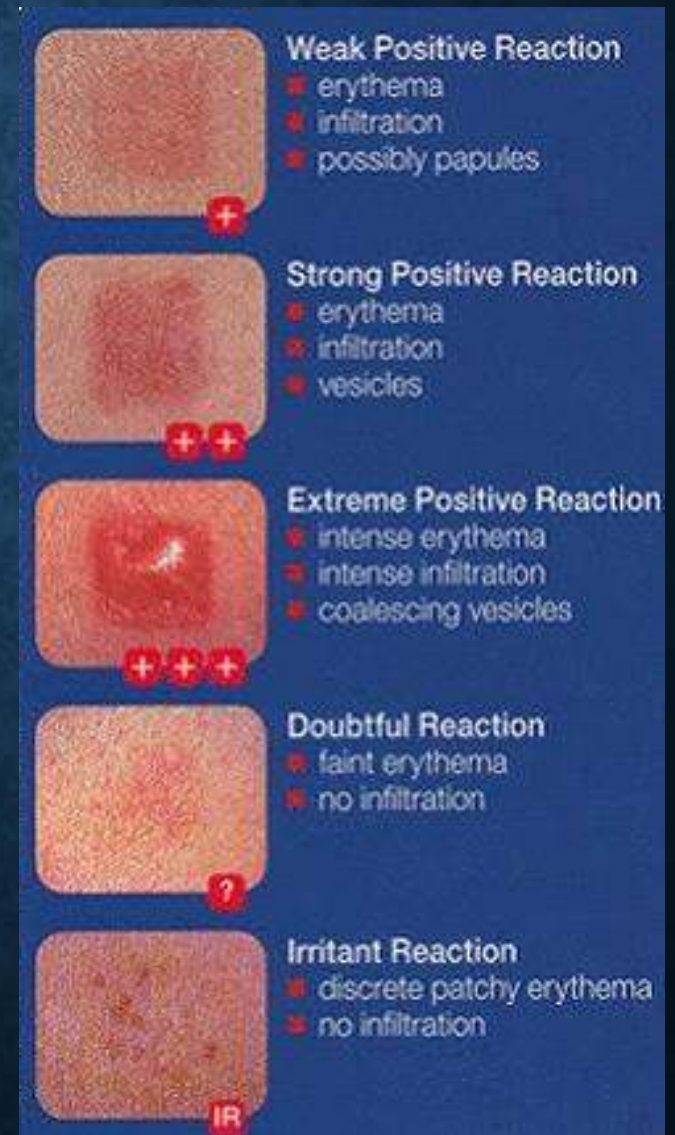 Weak Positive Reaction
erythema
infiltration
possibly papules
+
Strong Positive Reaction
erythema
infiltration
vesicles
+ +
Extreme Positive Reaction
intense erythema
intense infiltration
coalescing vesicles
+ + +
Doubtful Reaction
faint erythema
no infiltration
?
Irritant Reaction
discrete patchy erythema
no infiltration
IR